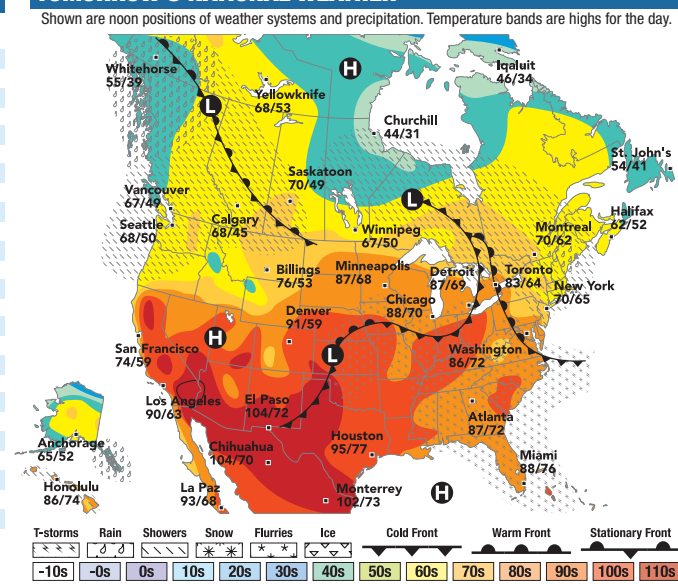 Shown are noon positions of weather systems and precipitation. Temperature bands are highs for the day.
H
Iqaluit
46/34
Whitehorse
55/39
Yellowknife
68/53
L
Churchill
44/31
St. John's
54/41
Saskatoon
70/49
Vancouver
67/49
L
Halifax
62/52
Seattle
68/50
Calgary
68/45
Winnipeg
67/50
Montreal
70/62
Billings
76/53
Minneapolis
87/68
Detroit
87/69
Toronto
83/64
New York
70/65
Chicago
88/70
Denver
91/59
H
San Francisco
74/59
L
Washington
86/72
Los Angeles
90/63
El Paso
104/72
Atlanta
87/72
Anchorage
65/52
Chihuahua
104/70
Houston
95/77
Miami
88/76
Honolulu
86/74
La Paz
93/68
Monterrey
102/73
H
T-storms Rain Showers Snow Flurries Ice Cold Front Warm Front Stationary Front
-10s -0s 0s 10s 20s 30s 40s 50s 60s 70s 80s 90s 100s 110s